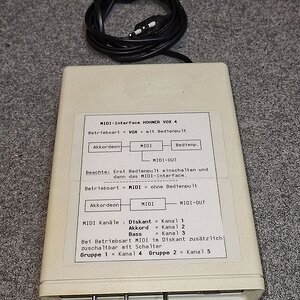 MIDI-Interface HOHNER VOX 4
Betriebsart = VOX = mit Bedienpult
Akkordeon MIDI Bedienp.
MIDI-OUT
Beachte: Erst Bedienpult einschalten und
dann das MIDI-Interface.
Betriebsart = MIDI = ohne Bedienpult
Akkordeon MIDI MIDI-OUT
MIDI Kanäle : Diskant = Kanal 1
Akkord = Kanal 2
Bass = Kanal 3
Bei Betriebsart MIDI im Diskant zusätzlich
zuschaltbar mit Schalter
Gruppe 1 = Kanal 4 Gruppe 2 = Kanal 5